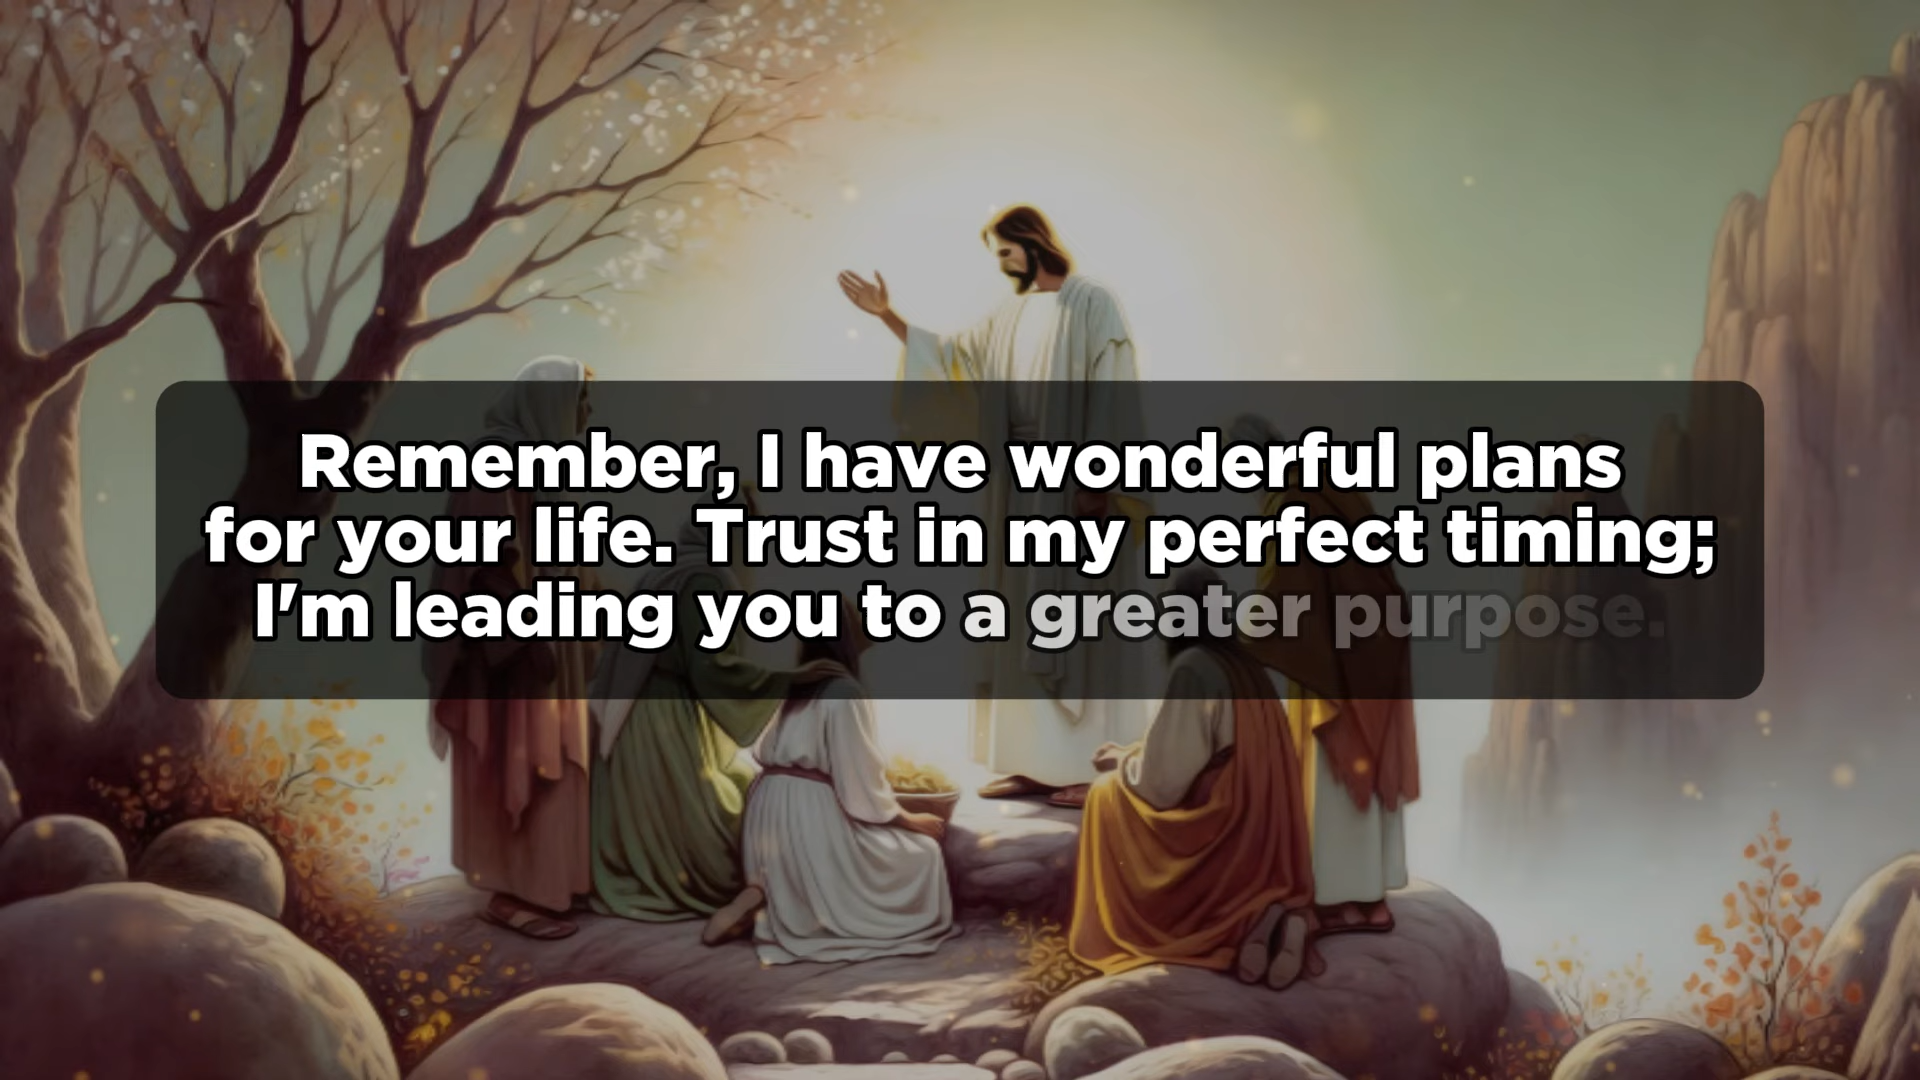 Remember, I have wonderful plans
for your life. Trust in my perfect timing;
I'm leading you to a greater purpose.